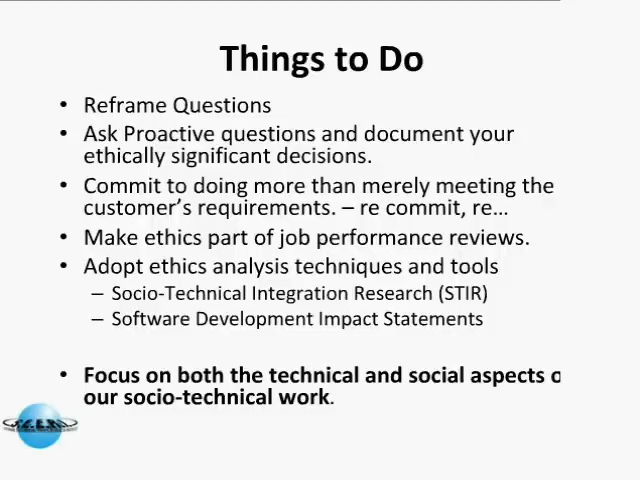 Things to Do
• Reframe Questions
• Ask Proactive questions and document your
ethically significant decisions.
• Commit to doing more than merely meeting the
customer's requirements. – re commit, re…
• Make ethics part of job performance reviews.
• Adopt ethics analysis techniques and tools
– Socio-Technical Integration Research (STIR)
– Software Development Impact Statements
• Focus on both the technical and social aspects
our socio-technical work.